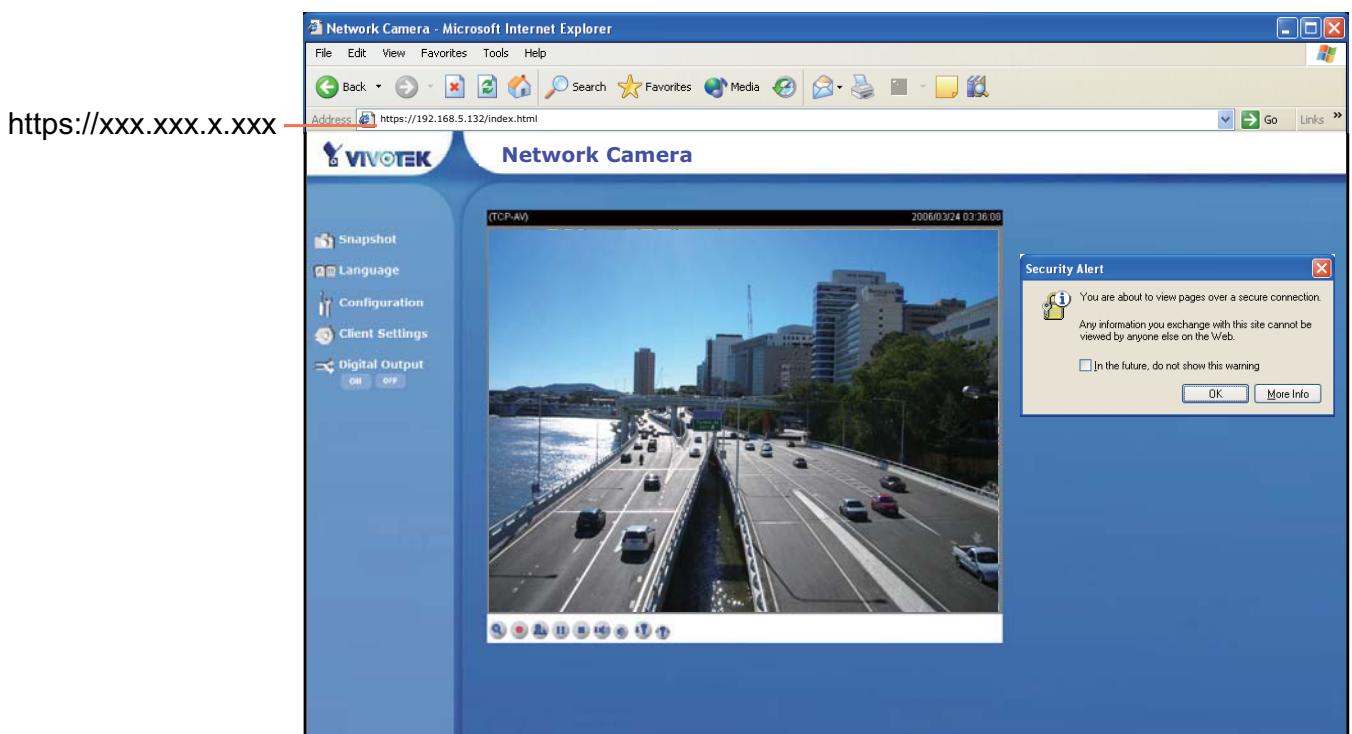 Network Camera - Microsoft Internet Explorer
File Edit View Favorites Tools Help
Back Search Favorites Media
https://xxx.xxx.x.xxx
Address https://192.168.5.132/index.html Go Links »
VIVOTEK Network Camera
(TCP-AV) 2006/03/24 03:36:08
Snapshot
Language
Configuration
Client Settings
Digital Output
ON OFF
Security Alert
You are about to view pages over a secure connection.
Any information you exchange with this site cannot be
viewed by anyone else on the Web.
In the future, do not show this warning
OK More Info